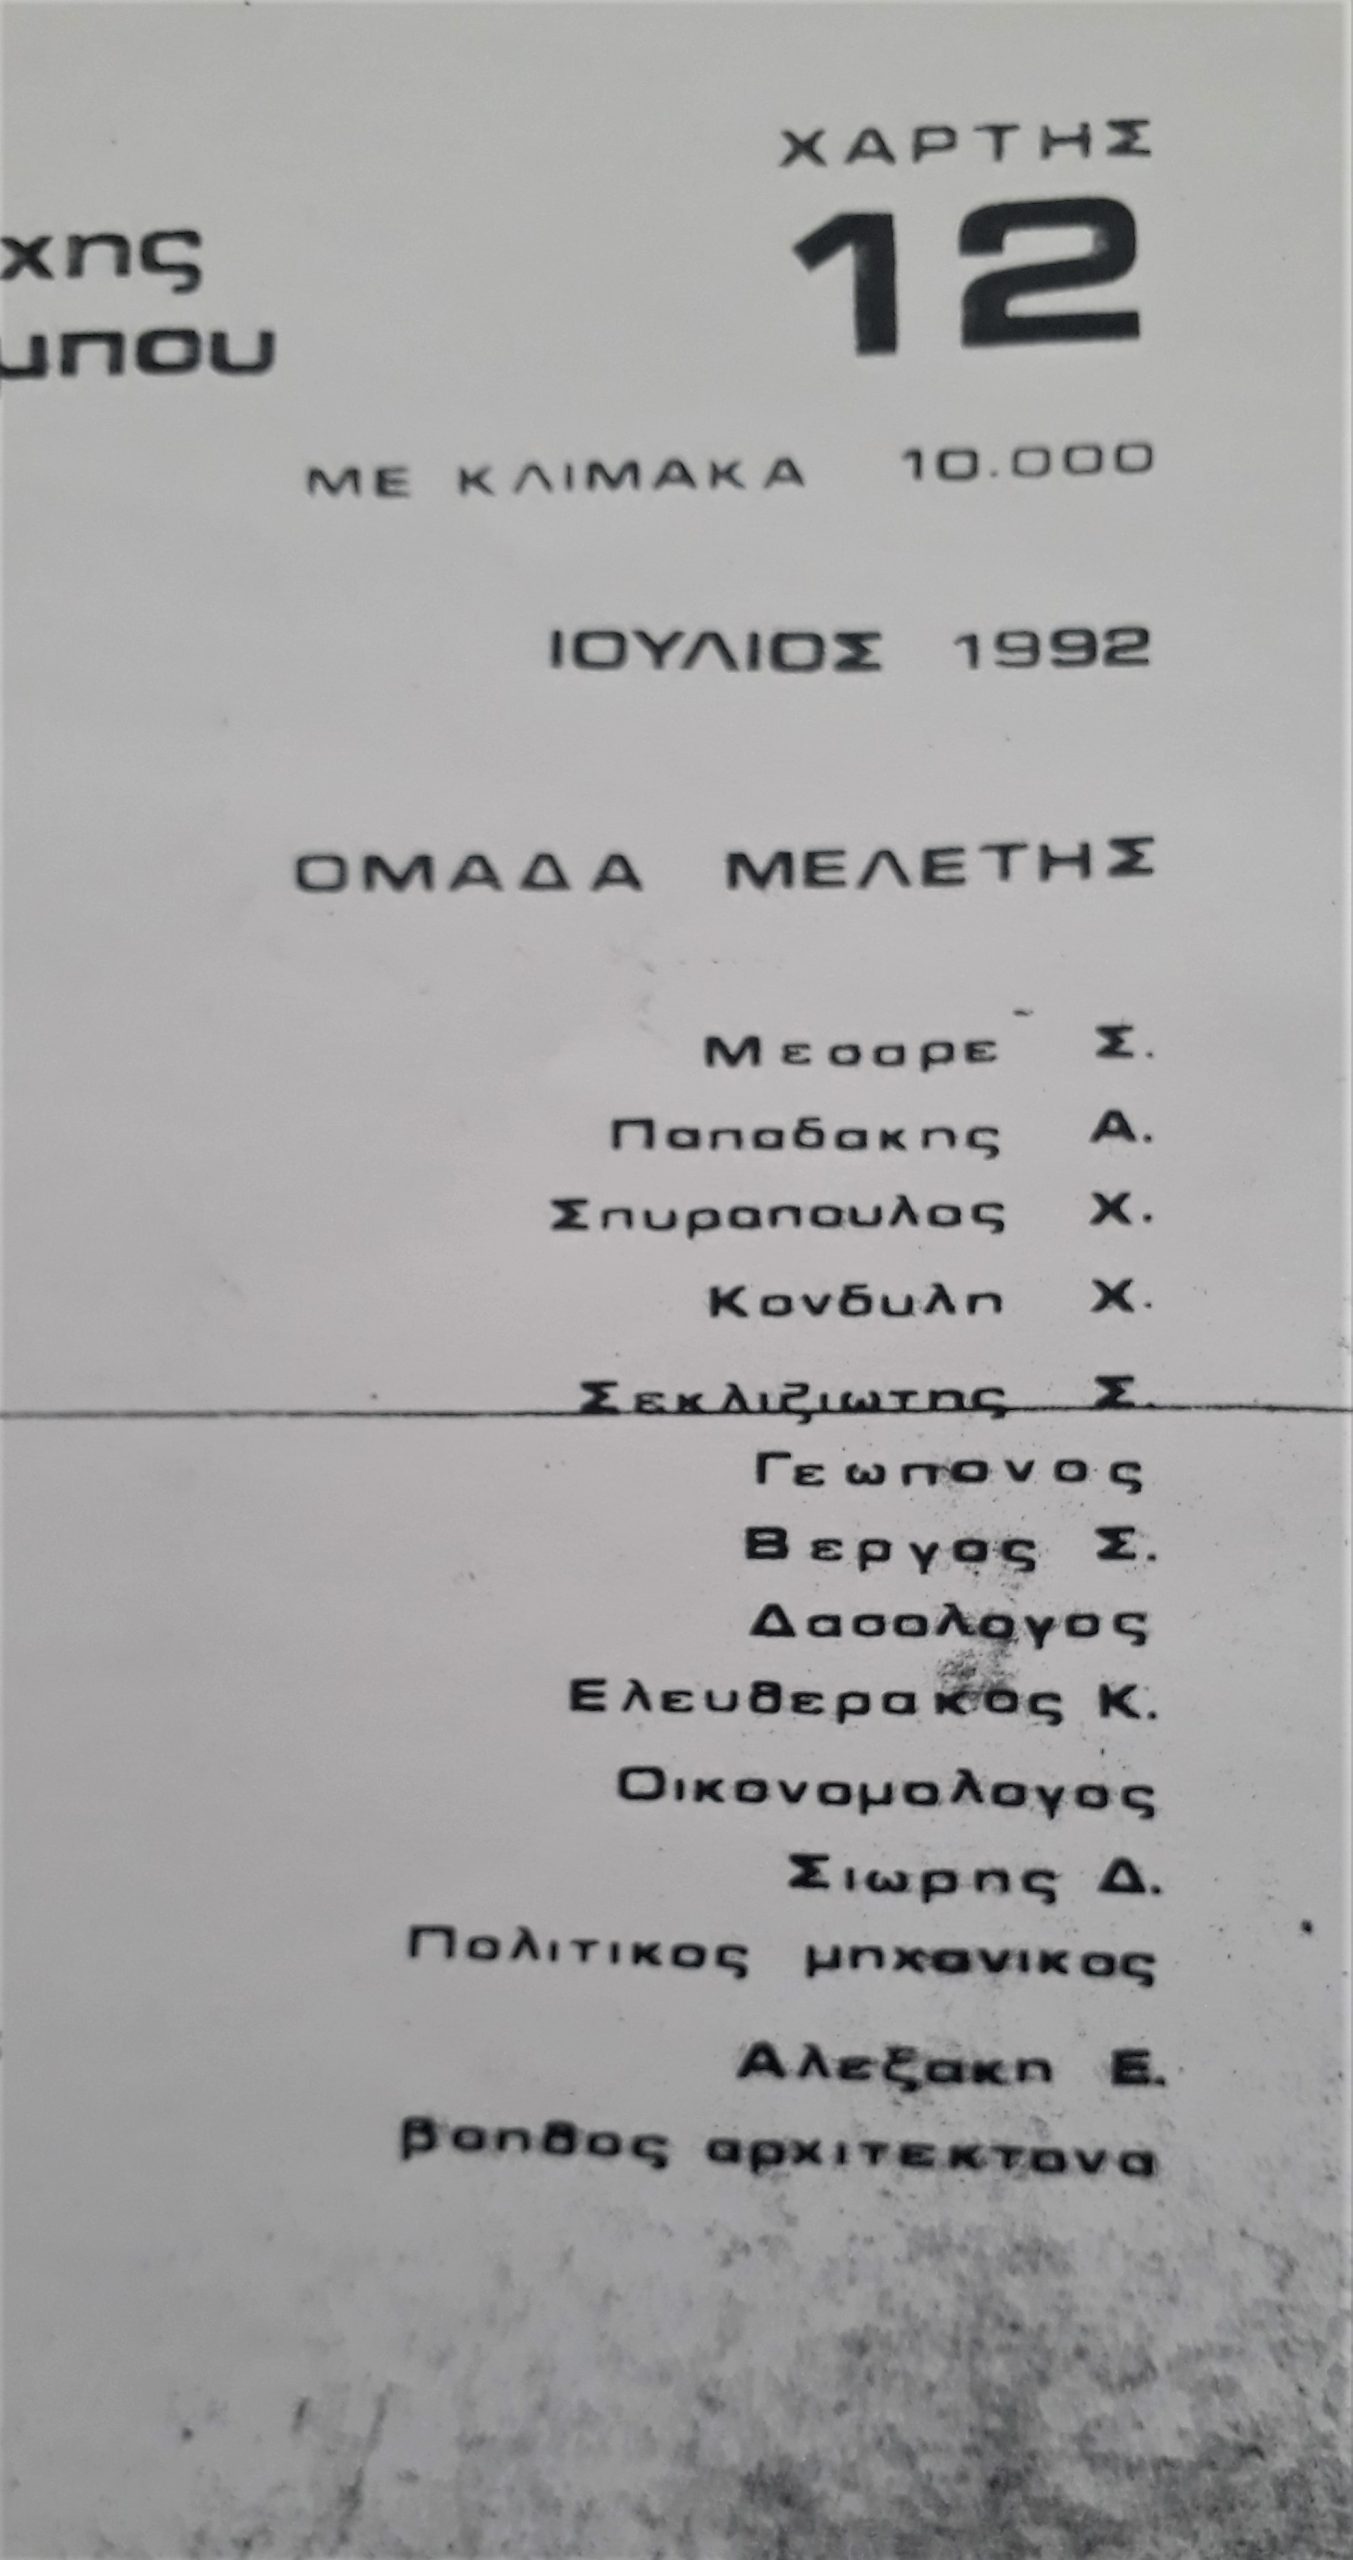 ΧΑΡΤΗΣ
12
χης
μπου
ΜΕ ΚΛΙΜΑΚΑ 10.000
ΙΟΥΛΙΟΣ 1992
ΟΜΑΔΑ ΜΕΛΕΤΗΣ
Μεσαρε Σ.
Παπαδακης Α.
Σπυροπουλος Χ.
Κονδυλη Χ.
Σεκλιζιωτης Σ.
Γεωπονος
Βεργος Σ.
Δασολογος
Ελευθερακος Κ.
Οικονομολογος
Σιωρης Δ.
Πολιτικος μηχανικος
Αλεξακη Ε.
βοηθος αρχιτεκτονα